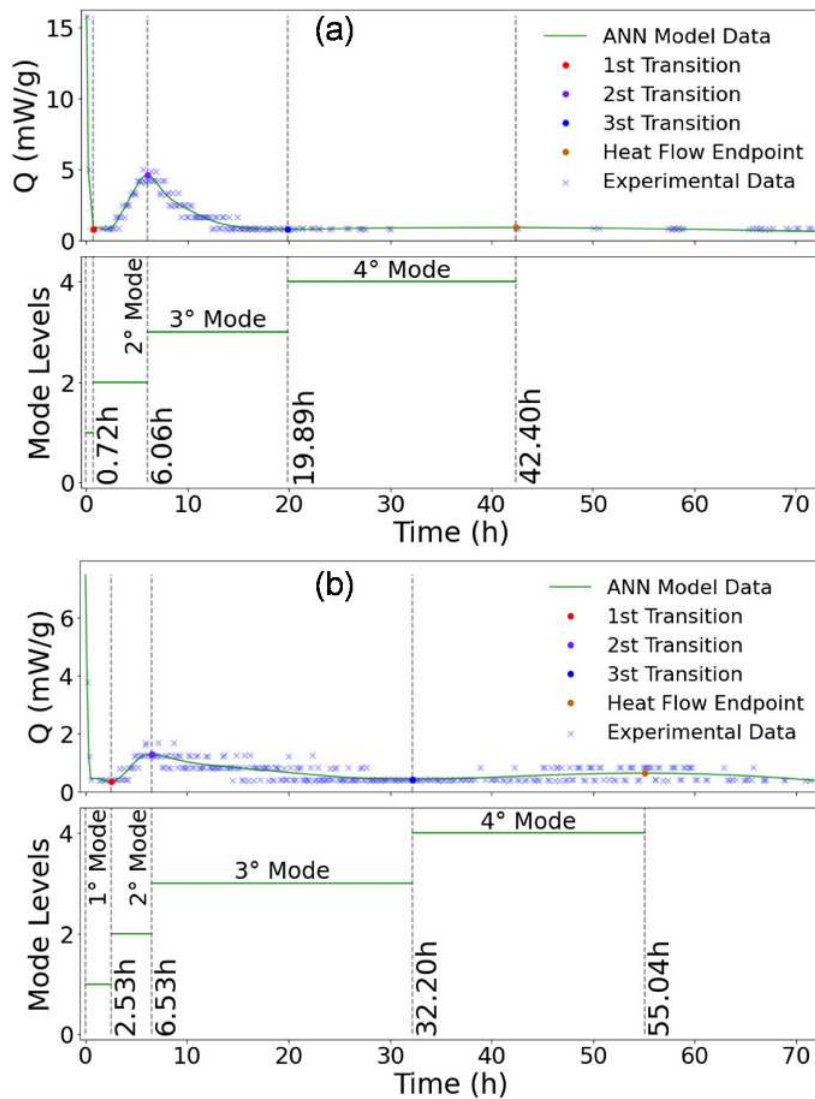 (a)
Q (mW/g)
15
10
5
0
ANN Model Data
1st Transition
2st Transition
3st Transition
Heat Flow Endpoint
Experimental Data
Mode Levels
4
2
0
2° Mode
3° Mode
4° Mode
0.72h
6.06h
19.89h
42.40h
0 10 20 30 40 50 60 70
Time (h)
(b)
Q (mW/g)
6
4
2
0
ANN Model Data
1st Transition
2st Transition
3st Transition
Heat Flow Endpoint
Experimental Data
Mode Levels
4
2
0
1° Mode
2° Mode
3° Mode
4° Mode
2.53h
6.53h
32.20h
55.04h
0 10 20 30 40 50 60 70
Time (h)